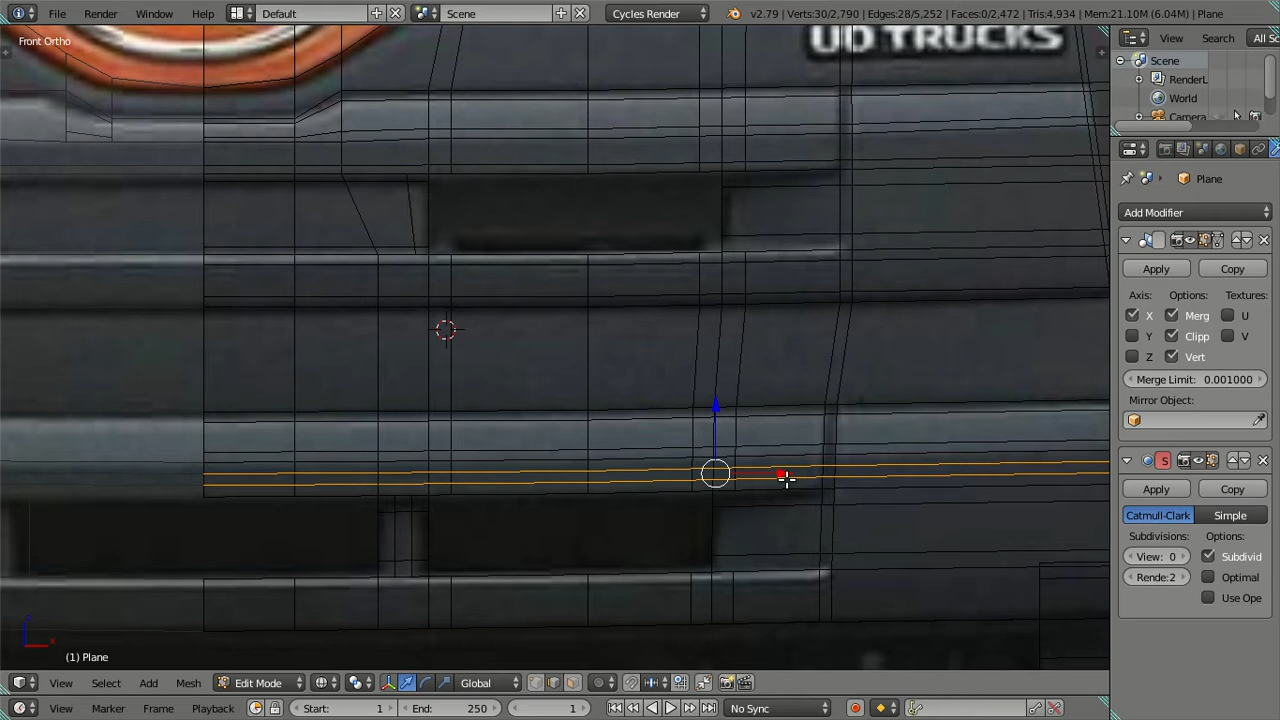 File Render Window Help Default Scene Cycles Render v2.79 | Verts:30/2,790 | Edges:28/5,252 | Faces:0/2,472 | Tris:4,934 | Mem:21.10M (6.04M) | Plane
Front Ortho
UD TRUCKS
View Search All Sc
Scene
RenderL
World
Camera
Plane
Add Modifier
Apply Copy
Axis: Options: Textures:
X Merg U
Y Clipp V
Z Vert
Merge Limit: 0.001000
Mirror Object:
S
Apply Copy
Catmull-Clark Simple
Subdivisions: Options:
View: 0 Subdivid
Rende:2 Optimal
Use Ope
z
x
(1) Plane
View Select Add Mesh Edit Mode Global
View Marker Frame Playback Start: 1 End: 250 1 No Sync